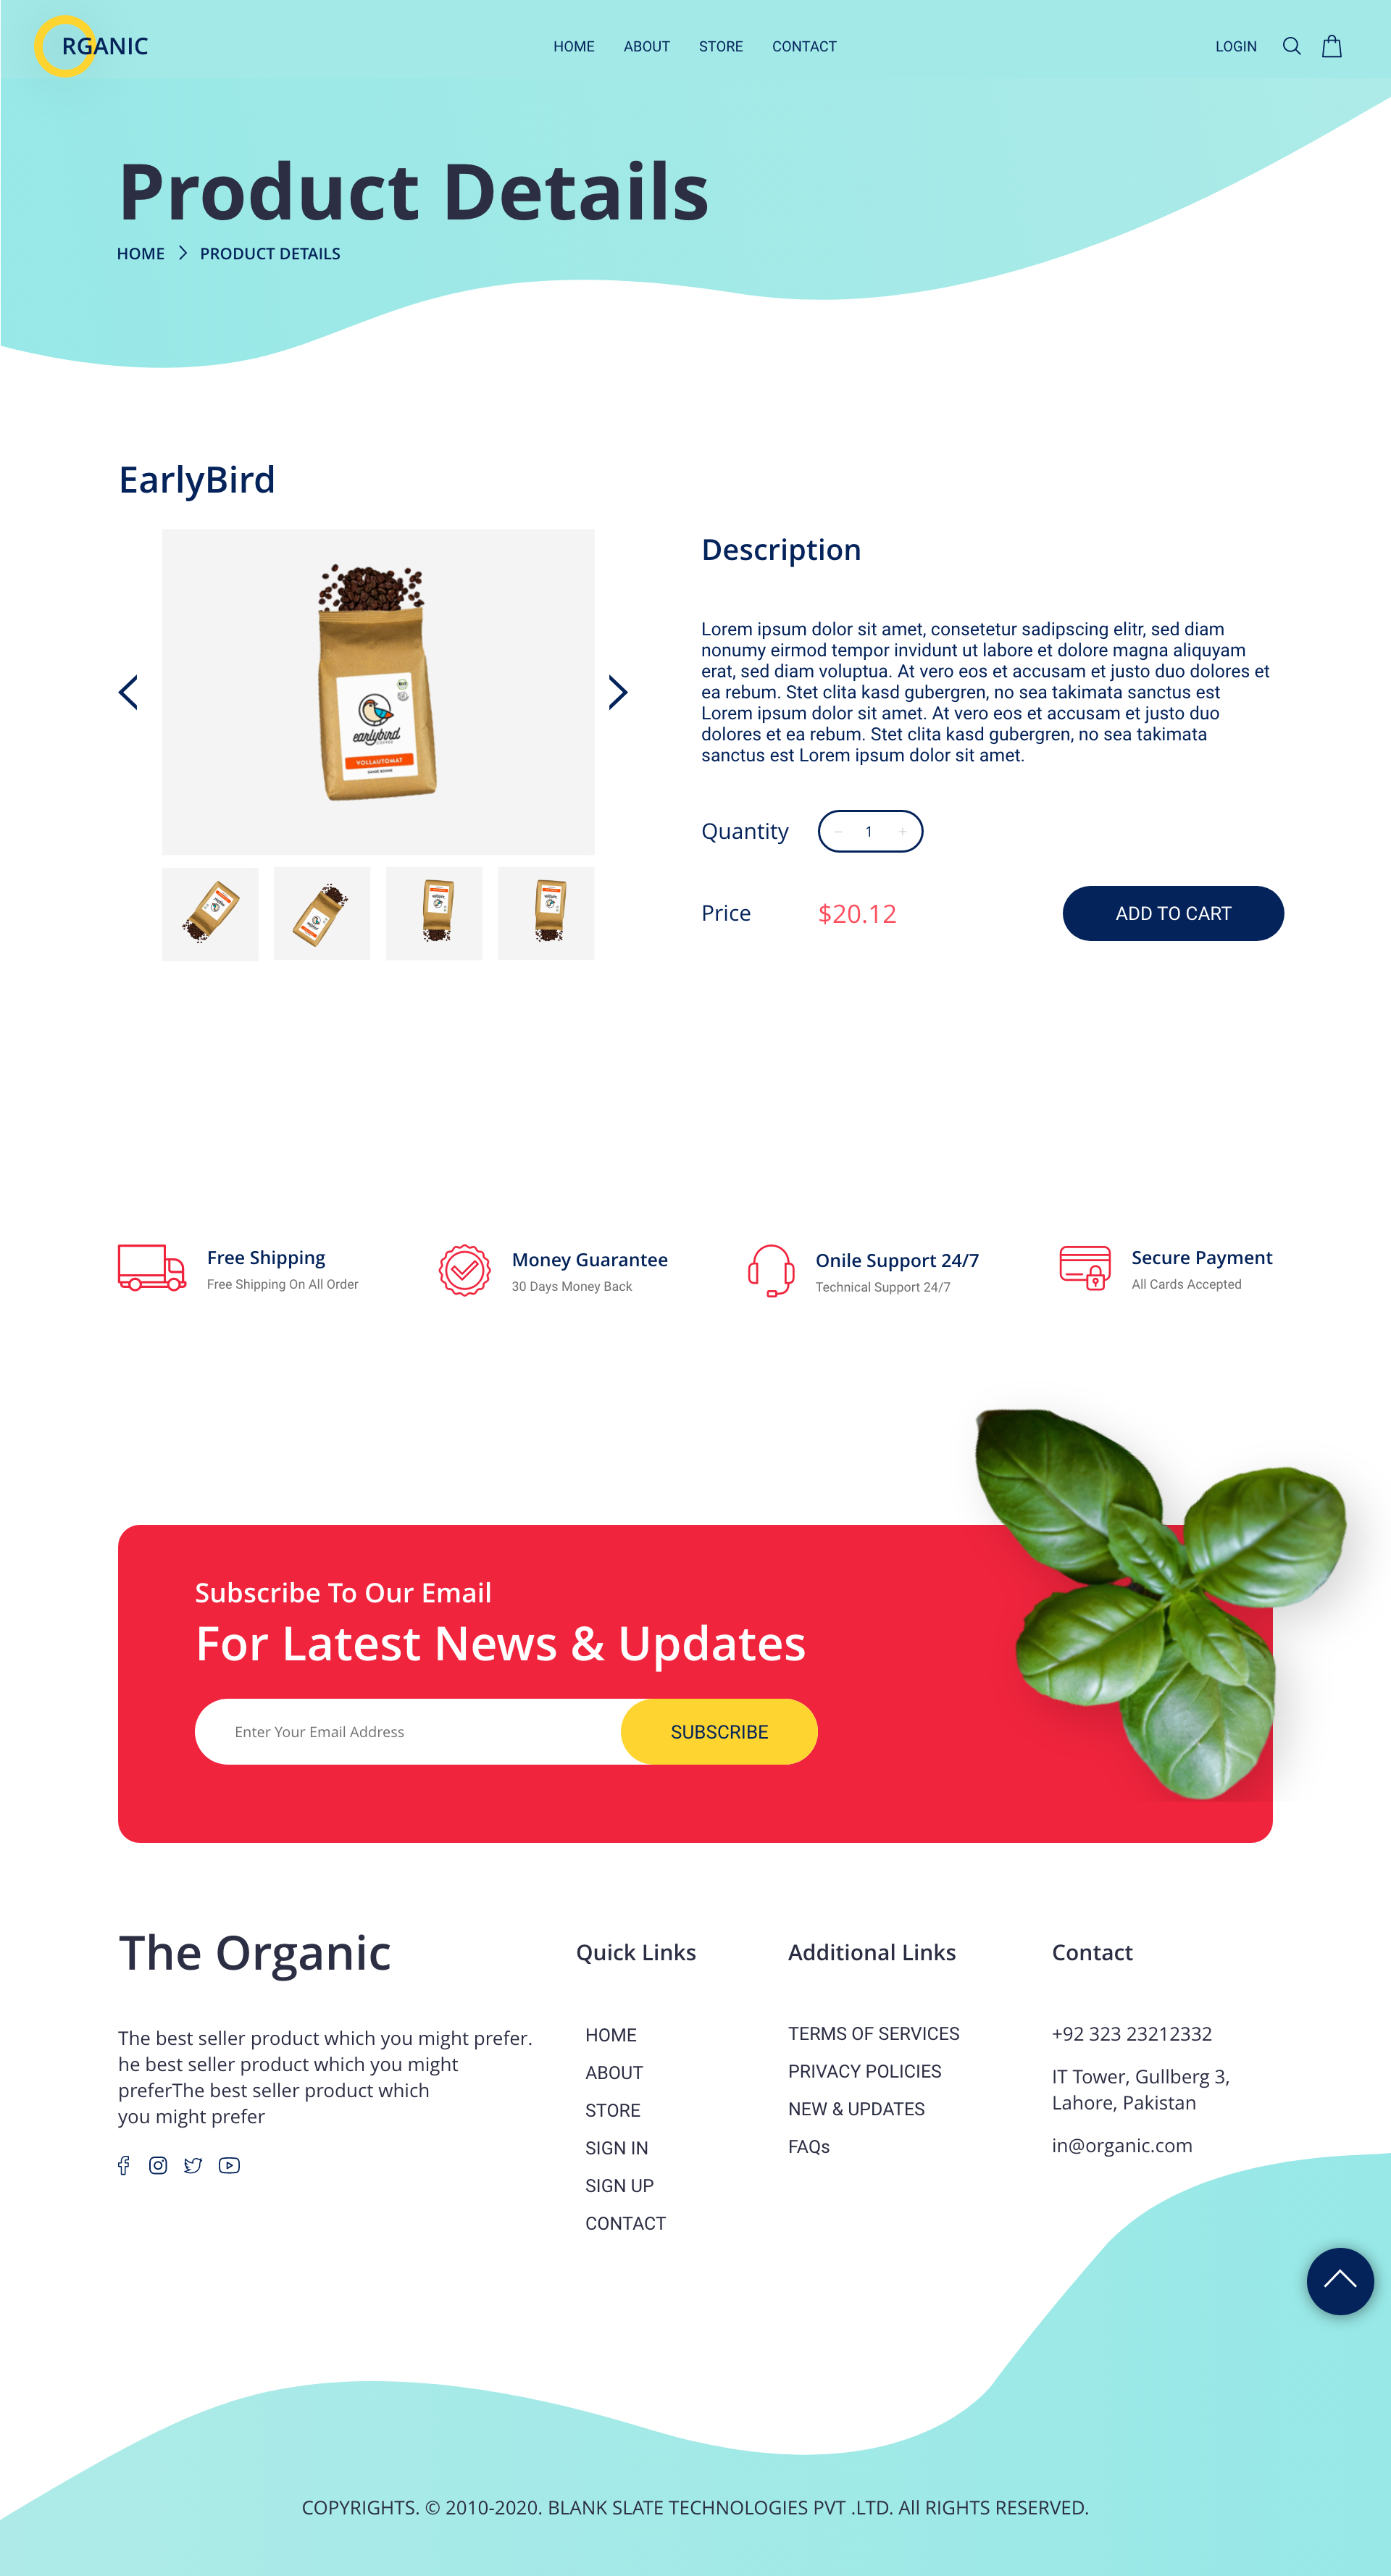 RGANIC
HOME ABOUT STORE CONTACT
LOGIN
Product Details
HOME > PRODUCT DETAILS
EarlyBird
Description
earlybird
COFFEE
VOLLAUTOMAT
GANZE BOHNE
Lorem ipsum dolor sit amet, consetetur sadipscing elitr, sed diam
nonumy eirmod tempor invidunt ut labore et dolore magna aliquyam
erat, sed diam voluptua. At vero eos et accusam et justo duo dolores et
ea rebum. Stet clita kasd gubergren, no sea takimata sanctus est
Lorem ipsum dolor sit amet. At vero eos et accusam et justo duo
dolores et ea rebum. Stet clita kasd gubergren, no sea takimata
sanctus est Lorem ipsum dolor sit amet.
Quantity − 1 +
Price $20.12
ADD TO CART
Free Shipping
Free Shipping On All Order
Money Guarantee
30 Days Money Back
Onile Support 24/7
Technical Support 24/7
Secure Payment
All Cards Accepted
Subscribe To Our Email
For Latest News & Updates
Enter Your Email Address
SUBSCRIBE
The Organic
The best seller product which you might prefer.
he best seller product which you might
preferThe best seller product which
you might prefer
Quick Links
HOME
ABOUT
STORE
SIGN IN
SIGN UP
CONTACT
Additional Links
TERMS OF SERVICES
PRIVACY POLICIES
NEW & UPDATES
FAQs
Contact
+92 323 23212332
IT Tower, Gullberg 3,
Lahore, Pakistan
in@organic.com
COPYRIGHTS. © 2010-2020. BLANK SLATE TECHNOLOGIES PVT .LTD. All RIGHTS RESERVED.